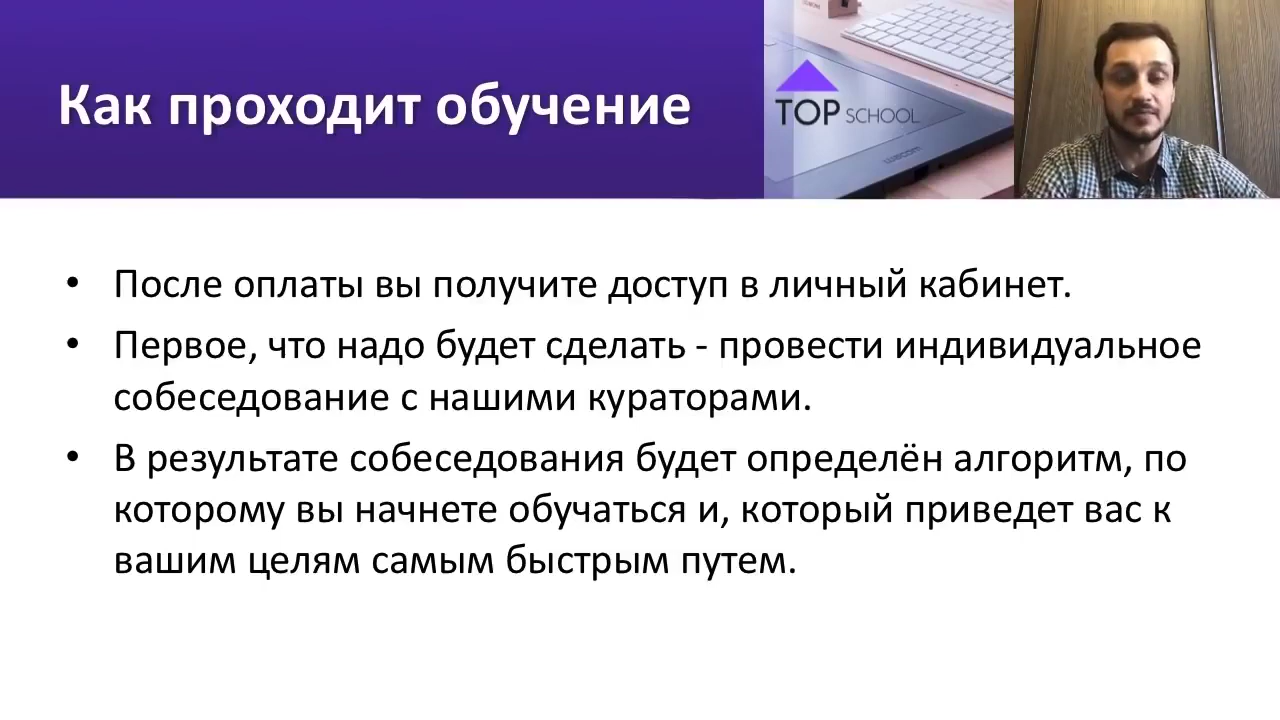 Как проходит обучение
TOP SCHOOL
wacom
• После оплаты вы получите доступ в личный кабинет.
• Первое, что надо будет сделать - провести индивидуальное
собеседование с нашими кураторами.
• В результате собеседования будет определён алгоритм, по
которому вы начнете обучаться и, который приведет вас к
вашим целям самым быстрым путем.